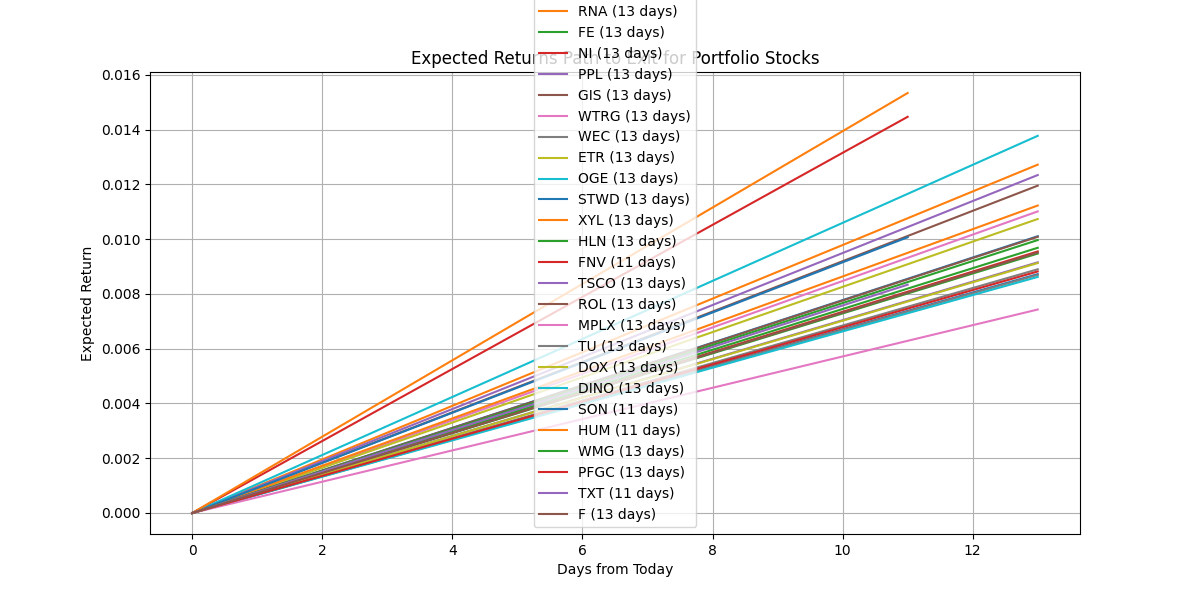 RNA (13 days)
FE (13 days)
NI (13 days)
Expected Returns Path to Exit for Portfolio Stocks
PPL (13 days)
GIS (13 days)
WTRG (13 days)
WEC (13 days)
ETR (13 days)
OGE (13 days)
STWD (13 days)
XYL (13 days)
HLN (13 days)
FNV (11 days)
TSCO (13 days)
ROL (13 days)
MPLX (13 days)
TU (13 days)
DOX (13 days)
DINO (13 days)
SON (11 days)
HUM (11 days)
WMG (13 days)
PFGC (13 days)
TXT (11 days)
F (13 days)
0.016
0.014
0.012
0.010
0.008
0.006
0.004
0.002
0.000
Expected Return
0 2 4 6 8 10 12
Days from Today